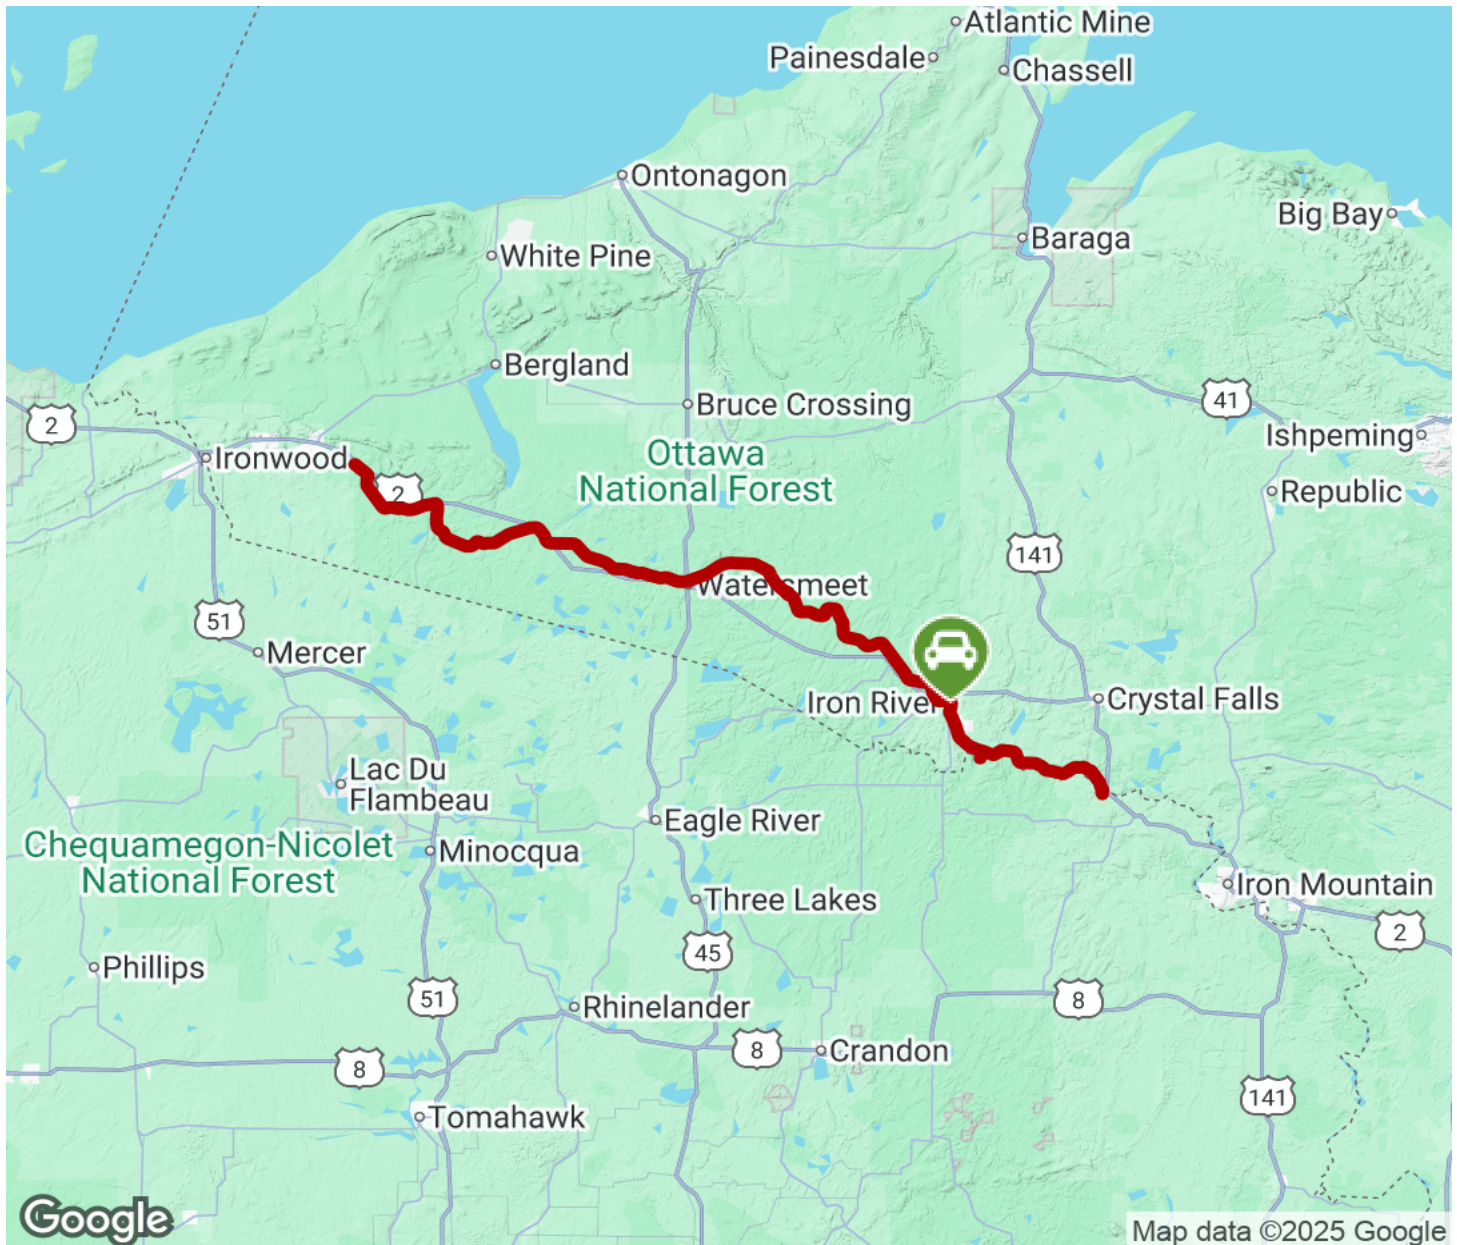 Atlantic Mine
Painesdale
Chassell
Ontonagon
Big Bay
Baraga
White Pine
Bergland
41
2
Bruce Crossing
Ishpeming
Ottawa
National Forest
Ironwood
2
Republic
141
Watersmeet
51
Mercer
Iron River
Crystal Falls
Lac Du
Flambeau
Eagle River
Chequamegon-Nicolet
National Forest
Minocqua
Iron Mountain
Three Lakes
2
45
Phillips
51
8
Rhinelander
8
Crandon
8
141
Tomahawk
Google
Map data ©2025 Google